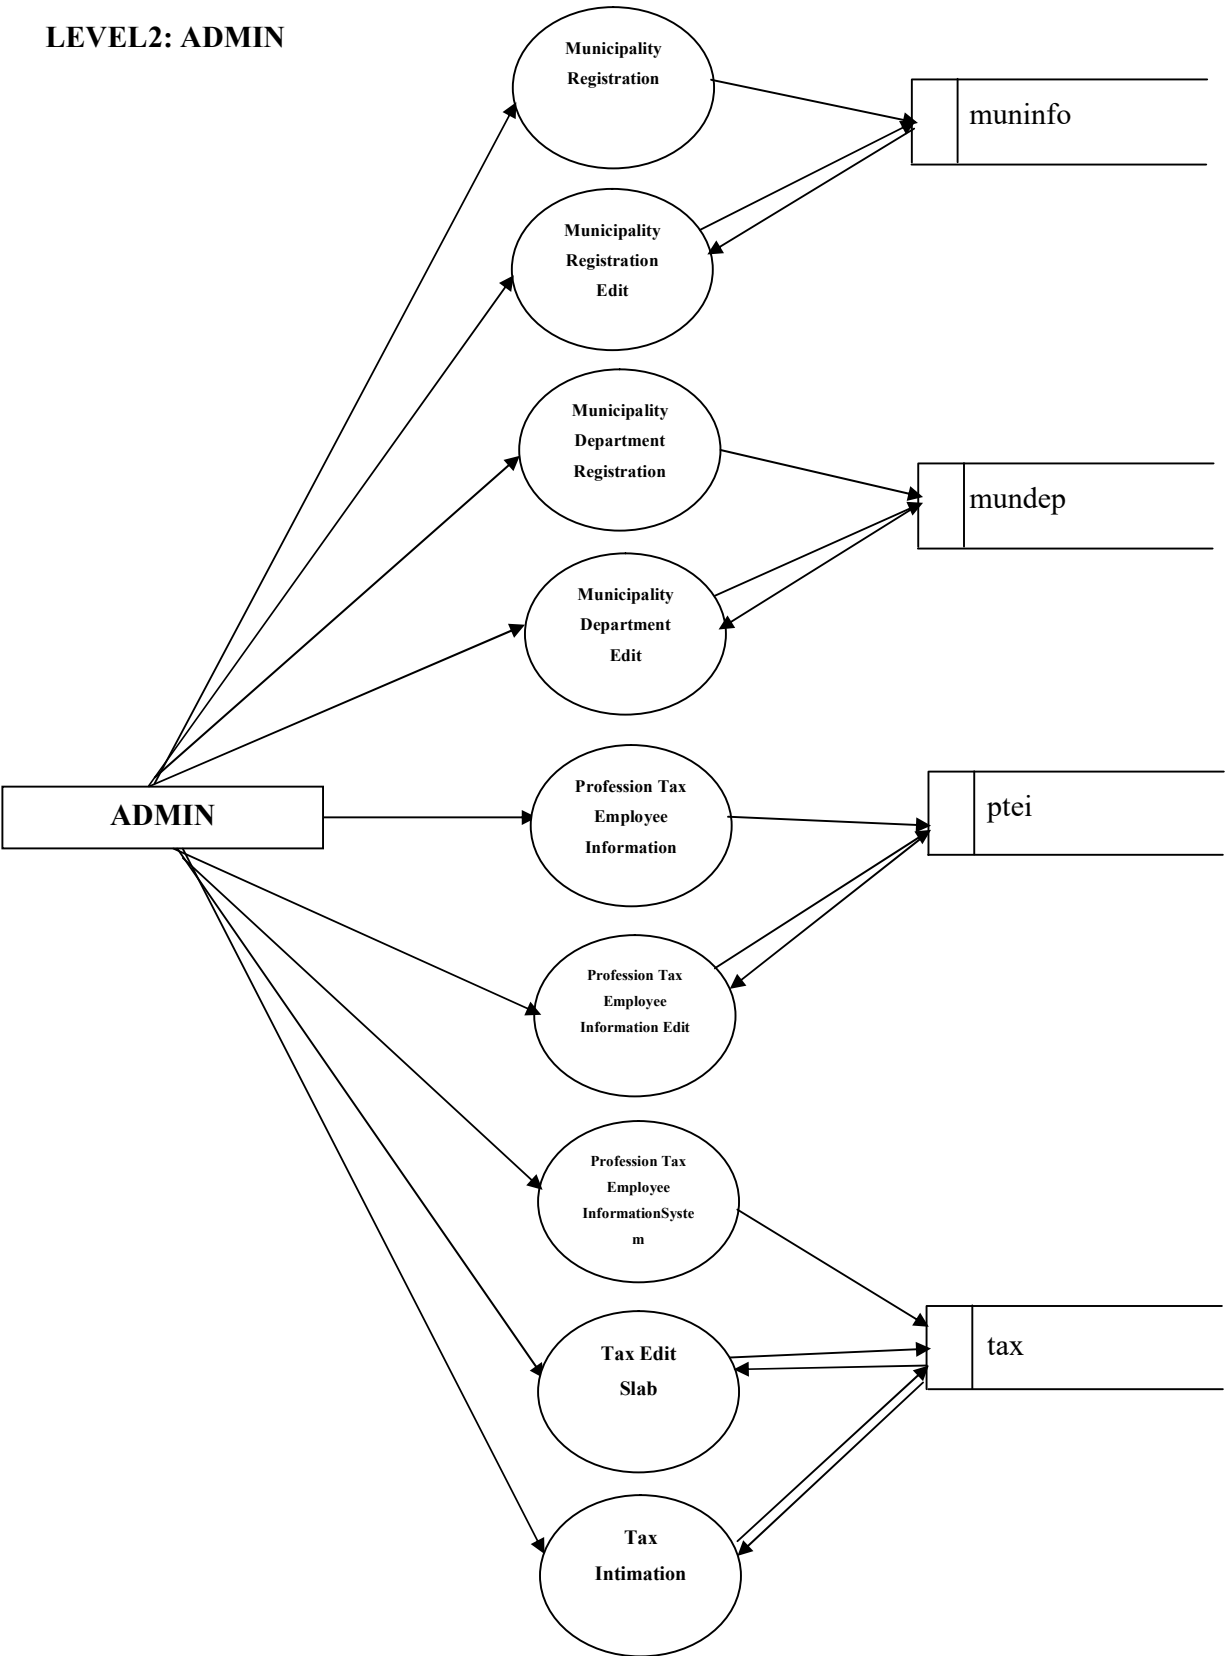 LEVEL2: ADMIN
Municipality
Registration
muninfo
Municipality
Registration
Edit
Municipality
Department
Registration
mundep
Municipality
Department
Edit
ADMIN
Profession Tax
Employee
Information
ptei
Profession Tax
Employee
Information Edit
Profession Tax
Employee
InformationSyste
m
Tax Edit
Slab
tax
Tax
Intimation